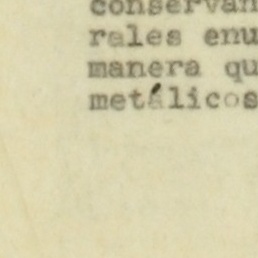 conservan
rales enu
manera qu
metálicos